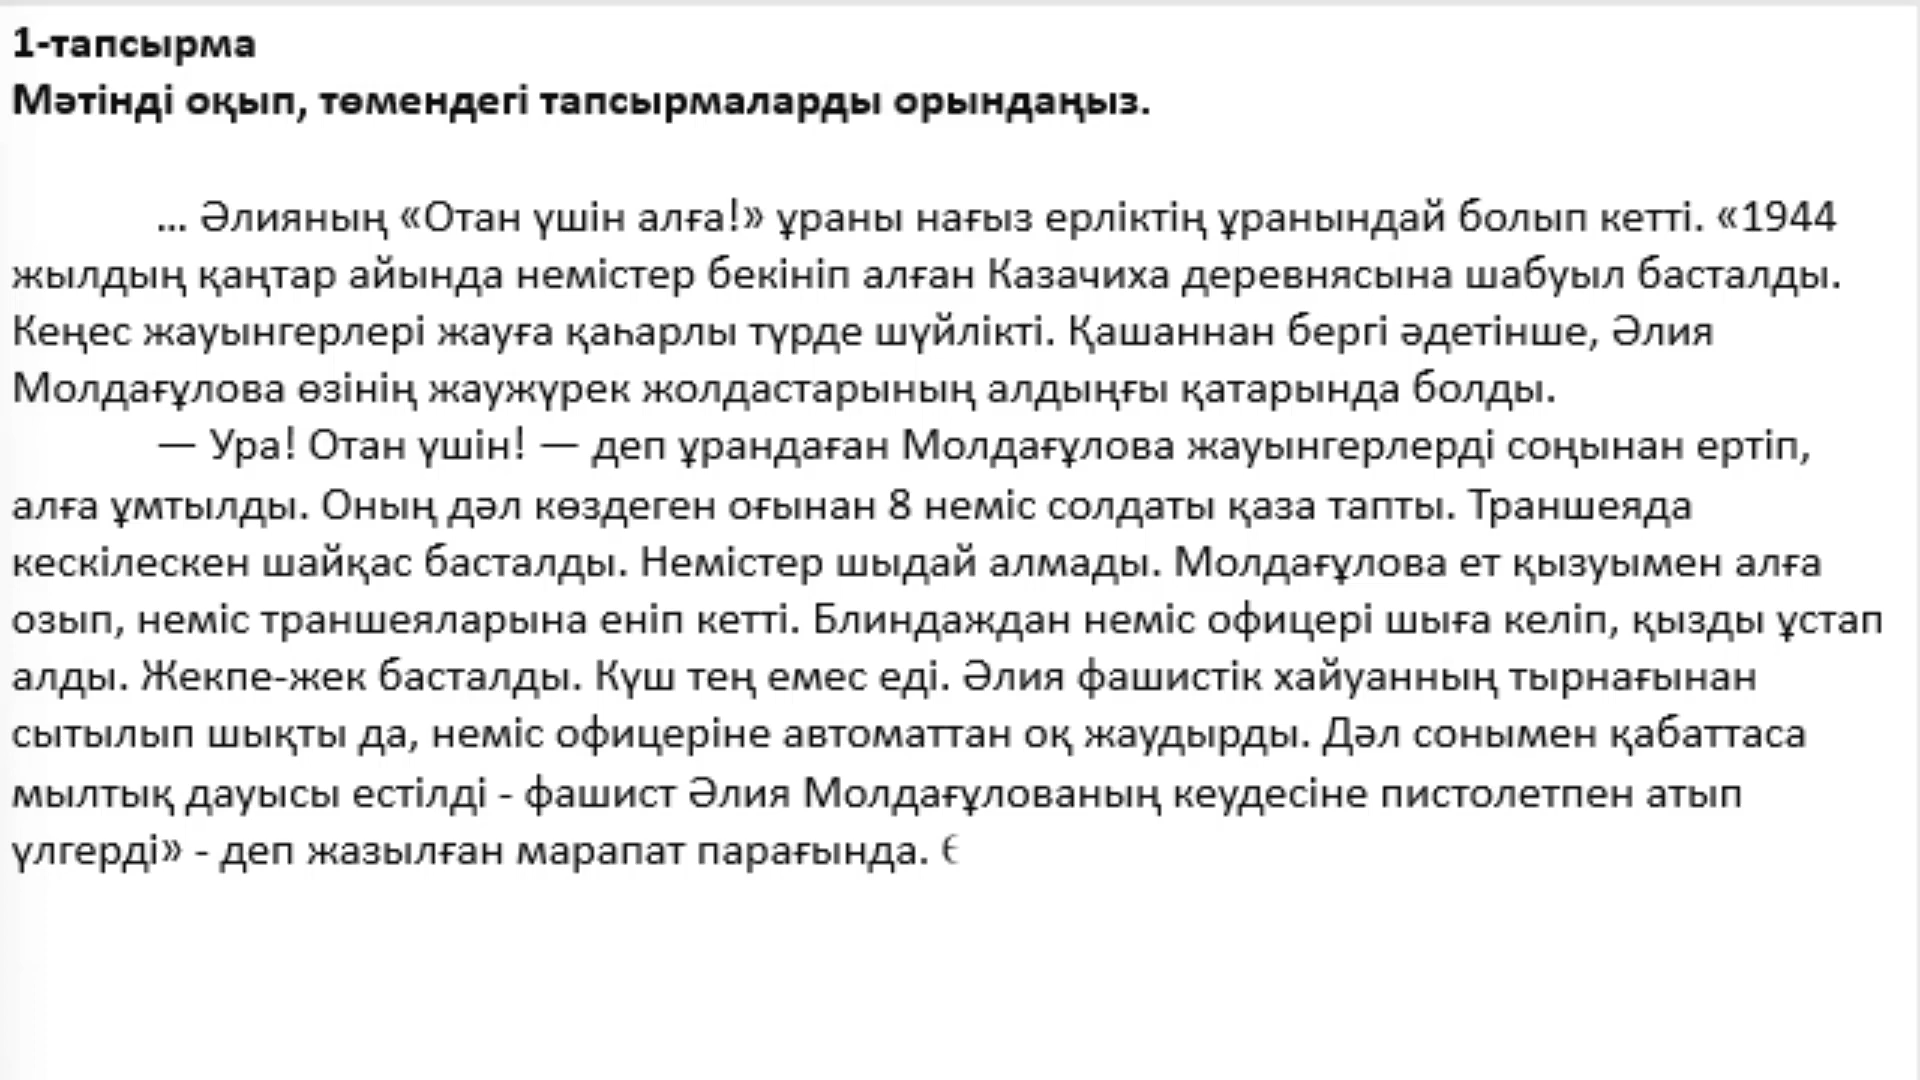 1-тапсырма
Мәтінді оқып, төмендегі тапсырмаларды орындаңыз.
... Әлияның «Отан үшін алға!» ұраны нағыз ерліктің ұранындай болып кетті. «1944
жылдың қаңтар айында немістер бекініп алған Казачиха деревнясына шабуыл басталды.
Кеңес жауынгерлері жауға қаһарлы түрде шүйлікті. Қашаннан бергі әдетінше, Әлия
Молдағұлова өзінің жаужүрек жолдастарының алдыңғы қатарында болды.
— Ура! Отан үшін! — деп ұрандаған Молдағұлова жауынгерлерді соңынан ертіп,
алға ұмтылды. Оның дәл көздеген оғынан 8 неміс солдаты қаза тапты. Траншеяда
кескілескен шайқас басталды. Немістер шыдай алмады. Молдағұлова ет қызуымен алға
озып, неміс траншеяларына еніп кетті. Блиндаждан неміс офицері шыға келіп, қызды ұстап
алды. Жекпе-жек басталды. Күш тең емес еді. Әлия фашистік хайуанның тырнағынан
сытылып шықты да, неміс офицеріне автоматтан оқ жаудырды. Дәл сонымен қабаттаса
мылтық дауысы естілді - фашист Әлия Молдағұлованың кеудесіне пистолетпен атып
үлгерді» - деп жазылған марапат парағында.